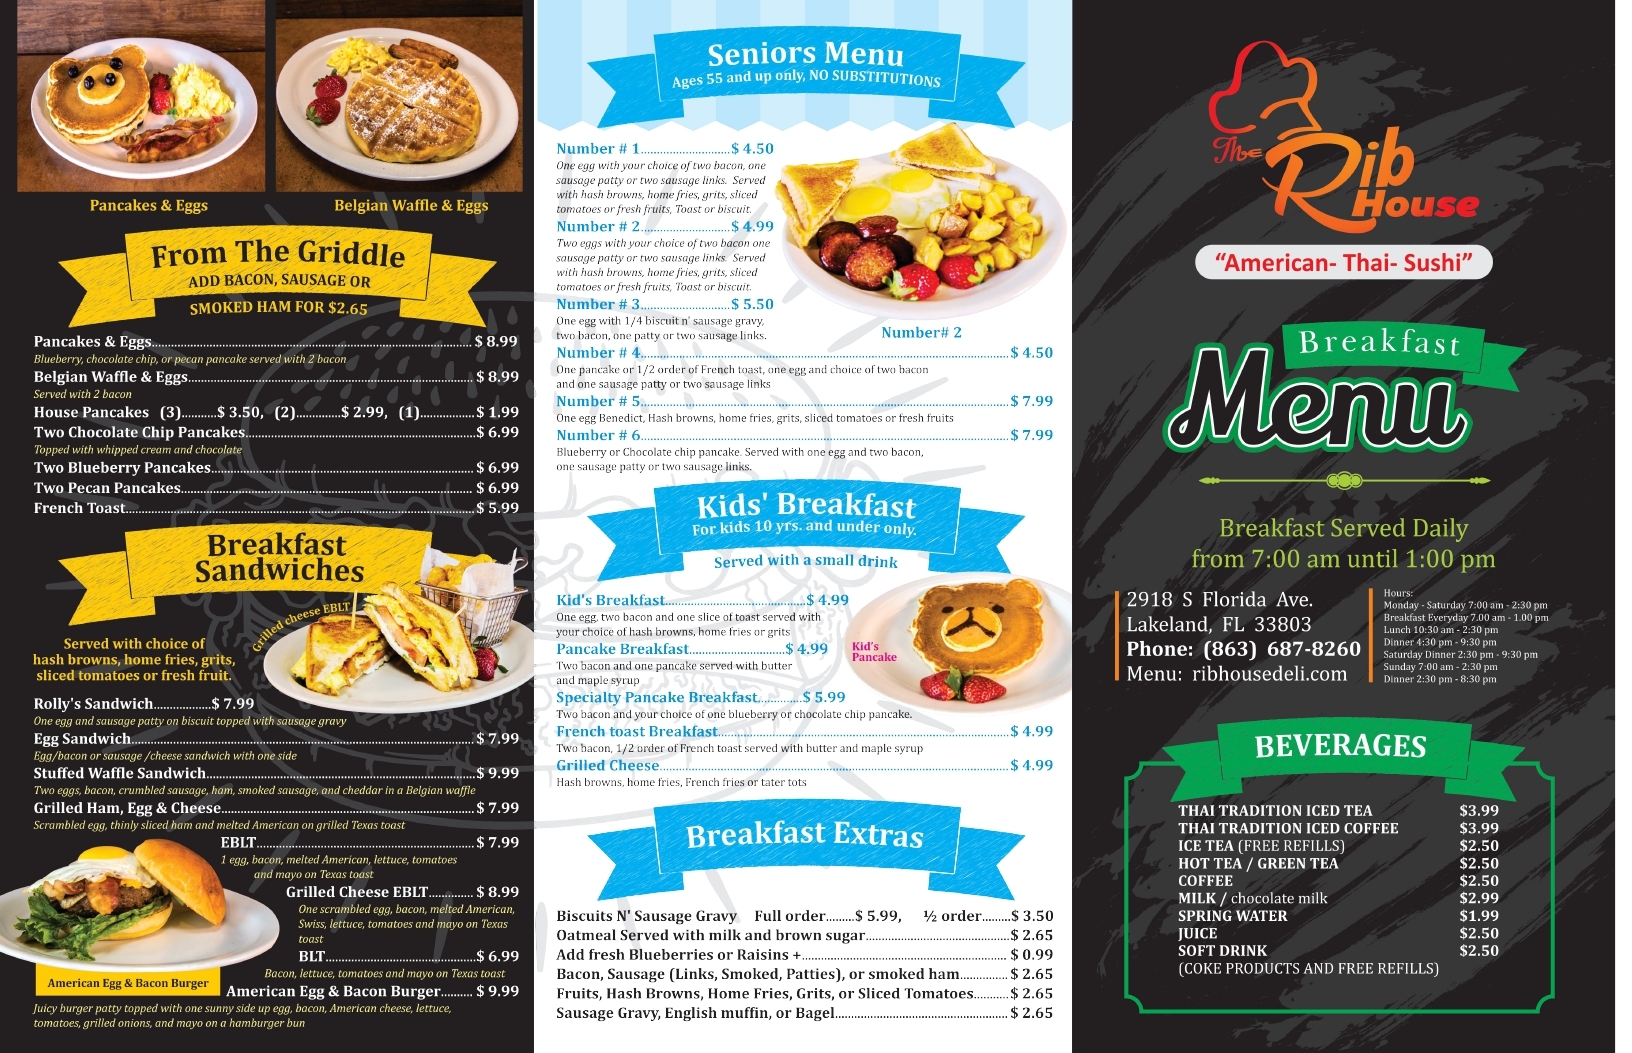 Pancakes & Eggs
Belgian Waffle & Eggs
From The Griddle
ADD BACON, SAUSAGE OR
SMOKED HAM FOR $2.65
Pancakes & Eggs........$ 8.99
Blueberry, chocolate chip, or pecan pancake served with 2 bacon
Belgian Waffle & Eggs........$ 8.99
Served with 2 bacon
House Pancakes (3)........$ 3.50, (2)........$ 2.99, (1)........$ 1.99
Two Chocolate Chip Pancakes........$ 6.99
Topped with whipped cream and chocolate
Two Blueberry Pancakes........$ 6.99
Two Pecan Pancakes........$ 6.99
French Toast........$ 5.99
Breakfast
Sandwiches
Grilled cheese EBLT
Served with choice of
hash browns, home fries, grits,
sliced tomatoes or fresh fruit.
Rolly's Sandwich........$ 7.99
One egg and sausage patty on biscuit topped with sausage gravy
Egg Sandwich........$ 7.99
Egg/bacon or sausage /cheese sandwich with one side
Stuffed Waffle Sandwich........$ 9.99
Two eggs, bacon, crumbled sausage, ham, smoked sausage, and cheddar in a Belgian waffle
Grilled Ham, Egg & Cheese........$ 7.99
Scrambled egg, thinly sliced ham and melted American on grilled Texas toast
EBLT........$ 7.99
1 egg, bacon, melted American, lettuce, tomatoes
and mayo on Texas toast
Grilled Cheese EBLT........$ 8.99
One scrambled egg, bacon, melted American,
Swiss, lettuce, tomatoes and mayo on Texas
toast
BLT........$ 6.99
Bacon, lettuce, tomatoes and mayo on Texas toast
American Egg & Bacon Burger
American Egg & Bacon Burger........$ 9.99
Juicy burger patty topped with one sunny side up egg, bacon, American cheese, lettuce,
tomatoes, grilled onions, and mayo on a hamburger bun
Seniors Menu
Ages 55 and up only, NO SUBSTITUTIONS
Number # 1........$ 4.50
One egg with your choice of two bacon, one
sausage patty or two sausage links. Served
with hash browns, home fries, grits, sliced
tomatoes or fresh fruits, Toast or biscuit.
Number # 2........$ 4.99
Two eggs with your choice of two bacon one
sausage patty or two sausage links. Served
with hash browns, home fries, grits, sliced
tomatoes or fresh fruits, Toast or biscuit.
Number # 3........$ 5.50
One egg with 1/4 biscuit n' sausage gravy,
two bacon, one patty or two sausage links.
Number# 2
Number # 4........$ 4.50
One pancake or 1/2 order of French toast, one egg and choice of two bacon
and one sausage patty or two sausage links
Number # 5........$ 7.99
One egg Benedict, Hash browns, home fries, grits, sliced tomatoes or fresh fruits
Number # 6........$ 7.99
Blueberry or Chocolate chip pancake. Served with one egg and two bacon,
one sausage patty or two sausage links.
Kids' Breakfast
For kids 10 yrs. and under only.
Served with a small drink
Kid's Breakfast........$ 4.99
One egg, two bacon and one slice of toast served with
your choice of hash browns, home fries or grits
Pancake Breakfast........$ 4.99
Two bacon and one pancake served with butter
and maple syrup
Kid's
Pancake
Specialty Pancake Breakfast........$ 5.99
Two bacon and your choice of one blueberry or chocolate chip pancake.
French toast Breakfast........$ 4.99
Two bacon, 1/2 order of French toast served with butter and maple syrup
Grilled Cheese........$ 4.99
Hash browns, home fries, French fries or tater tots
Breakfast Extras
Biscuits N' Sausage Gravy Full order........$ 5.99, ½ order........$ 3.50
Oatmeal Served with milk and brown sugar........$ 2.65
Add fresh Blueberries or Raisins +........$ 0.99
Bacon, Sausage (Links, Smoked, Patties), or smoked ham........$ 2.65
Fruits, Hash Browns, Home Fries, Grits, or Sliced Tomatoes........$ 2.65
Sausage Gravy, English muffin, or Bagel........$ 2.65
The Rib House
"American- Thai- Sushi"
Breakfast
Menu
Breakfast Served Daily
from 7:00 am until 1:00 pm
2918 S Florida Ave.
Lakeland, FL 33803
Phone: (863) 687-8260
Menu: ribhousedeli.com
Hours:
Monday - Saturday 7:00 am - 2:30 pm
Breakfast Everyday 7.00 am - 1.00 pm
Lunch 10:30 am - 2:30 pm
Dinner 4:30 pm - 9:30 pm
Saturday Dinner 2:30 pm - 9:30 pm
Sunday 7:00 am - 2:30 pm
Dinner 2:30 pm - 8:30 pm
BEVERAGES
THAI TRADITION ICED TEA $3.99
THAI TRADITION ICED COFFEE $3.99
ICE TEA (FREE REFILLS) $2.50
HOT TEA / GREEN TEA $2.50
COFFEE $2.50
MILK / chocolate milk $2.99
SPRING WATER $1.99
JUICE $2.50
SOFT DRINK $2.50
(COKE PRODUCTS AND FREE REFILLS)